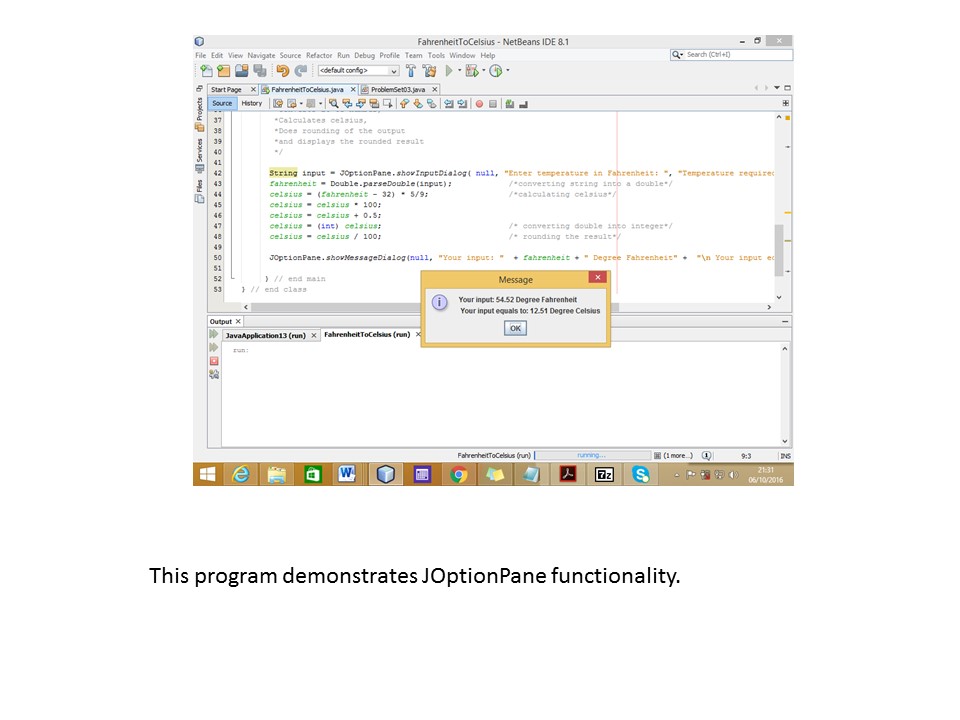 FahrenheitToCelsius - NetBeans IDE 8.1
File Edit View Navigate Source Refactor Run Debug Profile Team Tools Window Help
Search (Ctrl+I)
<default config>
Start Page FahrenheitToCelsius.java ProblemSet03.java
Source History
Projects
Services
Files
37 *Calculates celsius,
38 *Does rounding of the output
39 *and displays the rounded result
40 */
41
42 String input = JOptionPane.showInputDialog( null, "Enter temperature in Fahrenheit: ", "Temperature require
43 fahrenheit = Double.parseDouble(input); /*converting string into a double*/
44 celsius = (fahrenheit - 32) * 5/9; /*calculating celsius*/
45 celsius = celsius * 100;
46 celsius = celsius + 0.5;
47 celsius = (int) celsius; /* converting double into integer*/
48 celsius = celsius / 100; /* rounding the result*/
49
50 JOptionPane.showMessageDialog(null, "Your input: " + fahrenheit + " Degree Fahrenheit" + "\n Your input e
51
52 } // end main
53 } // end class
Message
Your input: 54.52 Degree Fahrenheit
Your input equals to: 12.51 Degree Celsius
OK
Output
JavaApplication13 (run) FahrenheitToCelsius (run)
run:
FahrenheitToCelsius (run) running... (1 more...) 9:3 INS
21:31
06/10/2016
This program demonstrates JOptionPane functionality.